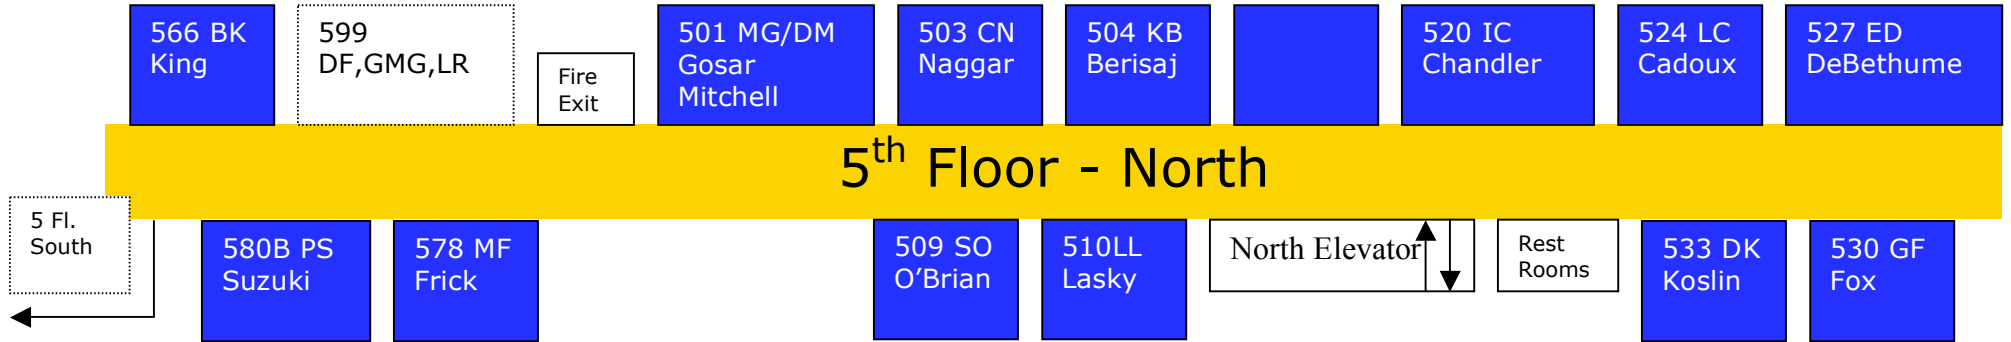 566 BK
King
599
DF,GMG,LR
Fire
Exit
501 MG/DM
Gosar
Mitchell
503 CN
Naggar
504 KB
Berisaj
520 IC
Chandler
524 LC
Cadoux
527 ED
DeBethume
5th Floor - North
5 Fl.
South
580B PS
Suzuki
578 MF
Frick
509 SO
O’Brian
510LL
Lasky
North Elevator
Rest
Rooms
533 DK
Koslin
530 GF
Fox